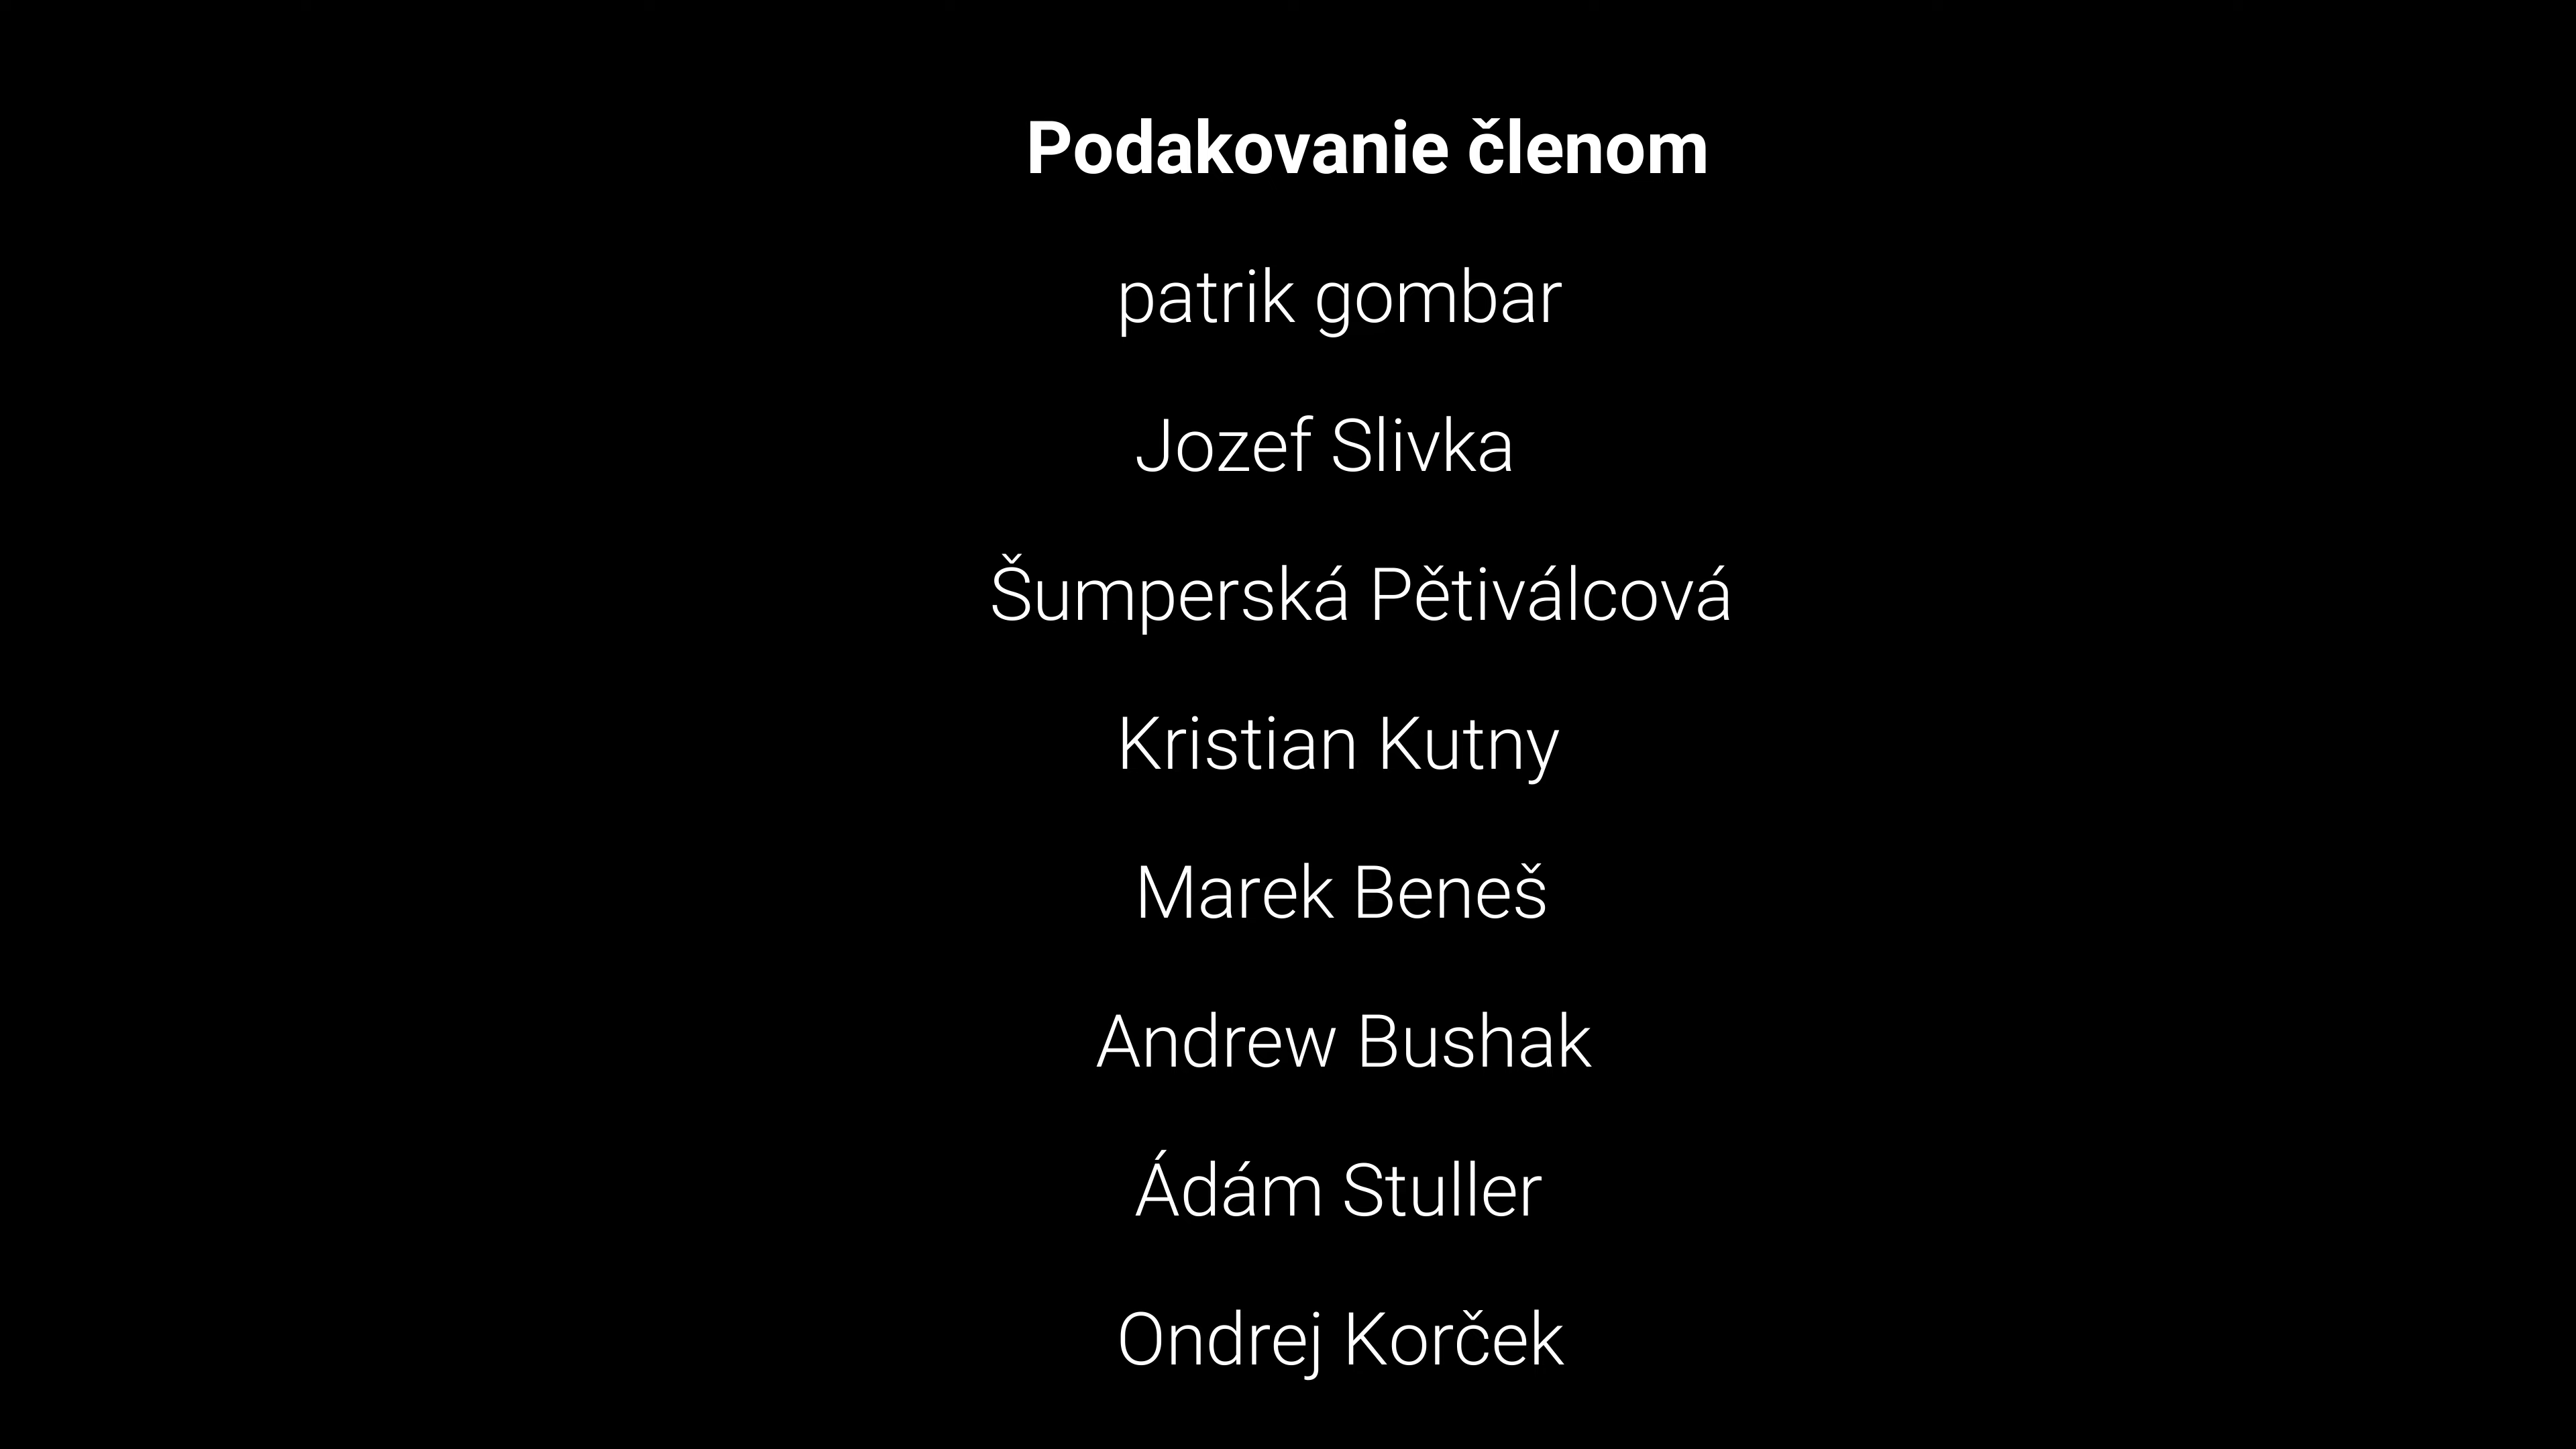 Podakovanie členom
patrik gombar
Jozef Slivka
Šumperská Pětiválcová
Kristian Kutny
Marek Beneš
Andrew Bushak
Ádám Stuller
Ondrej Korček